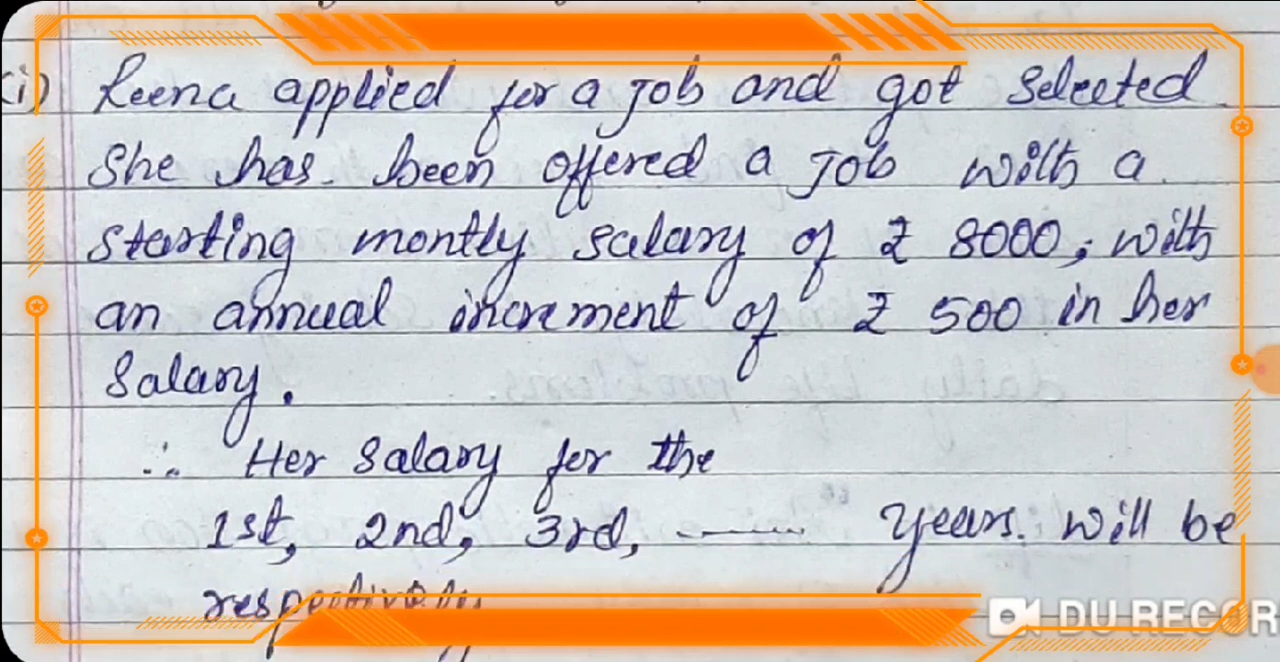 (i) Reena applied for a job and got selected.
She has been offered a job with a
starting montly salary of ₹ 8000, with
an annual increment of ₹ 500 in her
salary.
∴ Her salary for the
1st, 2nd, 3rd, —— years will be
respectively
DU RECOR